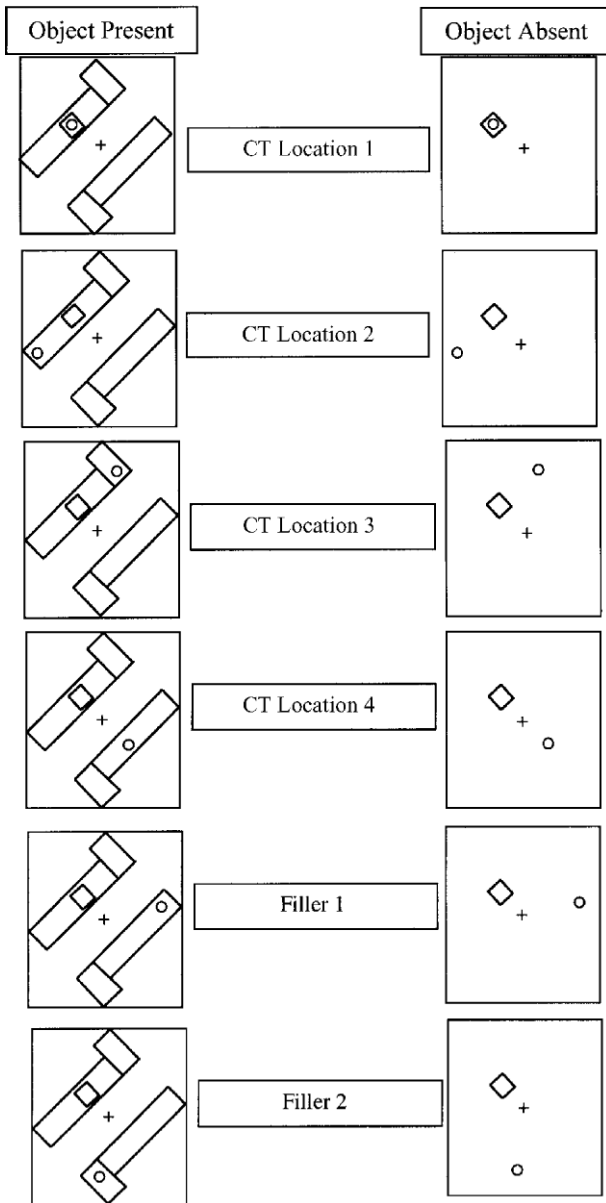 Object Present
Object Absent
CT Location 1
CT Location 2
CT Location 3
CT Location 4
Filler 1
Filler 2